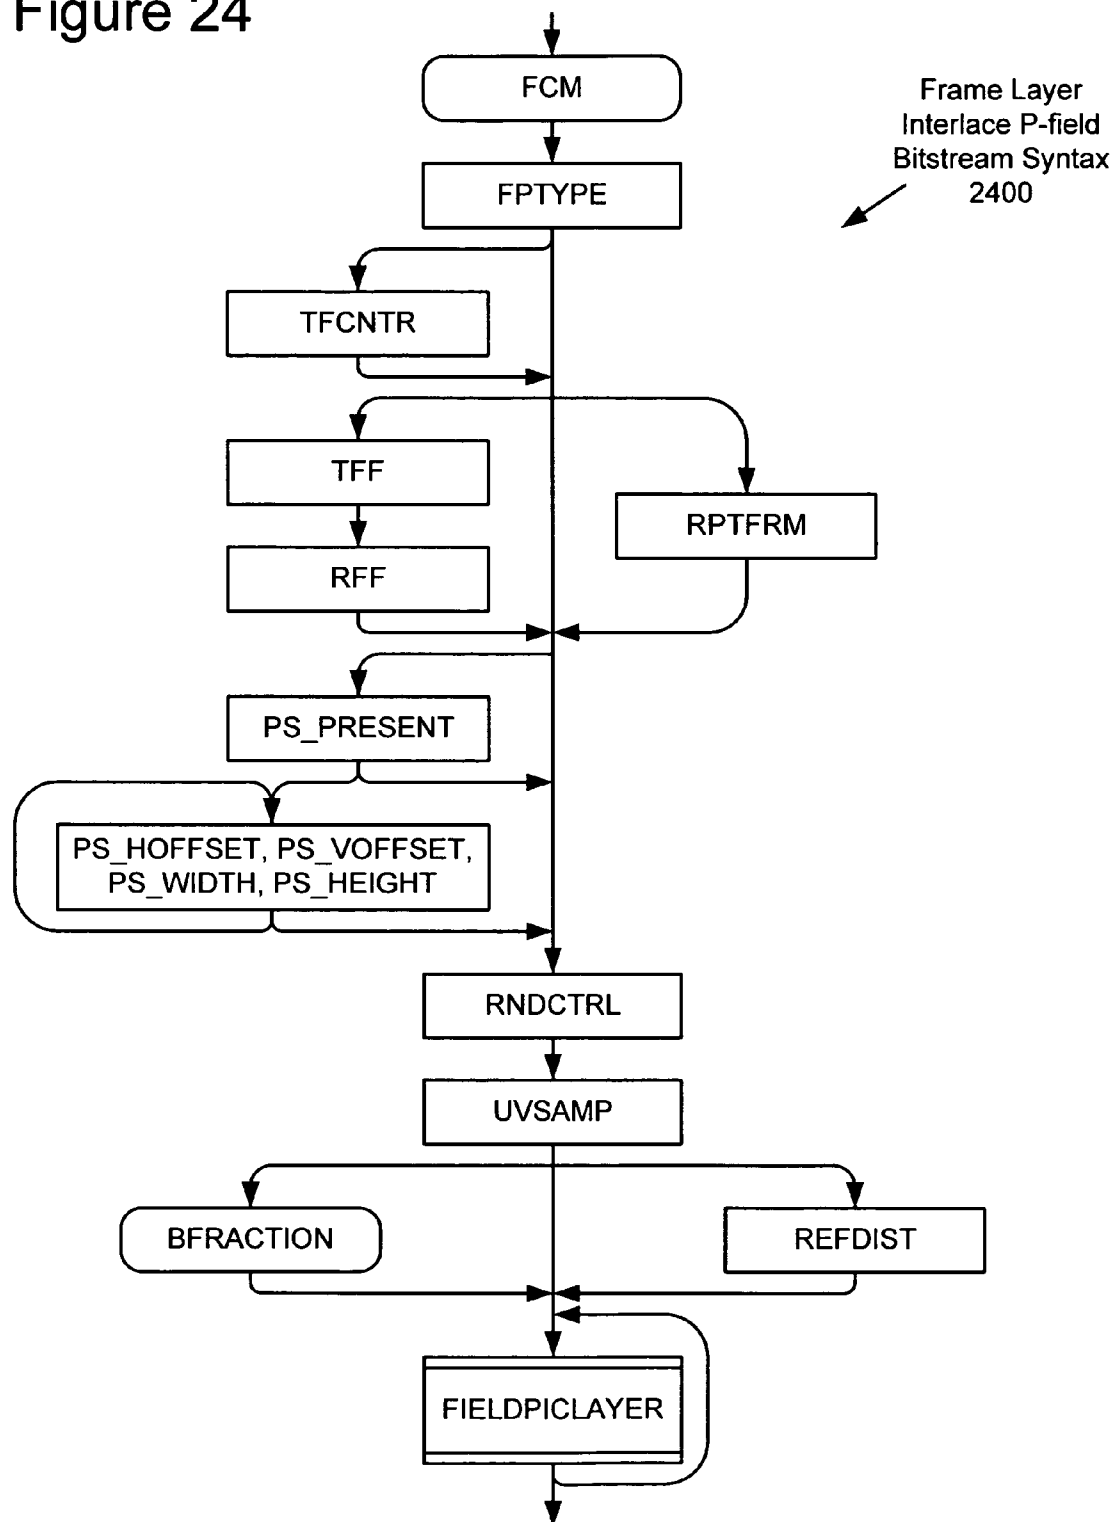 Figure 24
FCM
Frame Layer
Interlace P-field
Bitstream Syntax
2400
FPTYPE
TFCNTR
TFF
RPTFRM
RFF
PS_PRESENT
PS_HOFFSET, PS_VOFFSET,
PS_WIDTH, PS_HEIGHT
RNDCTRL
UVSAMP
BFRACTION
REFDIST
FIELDPICLAYER